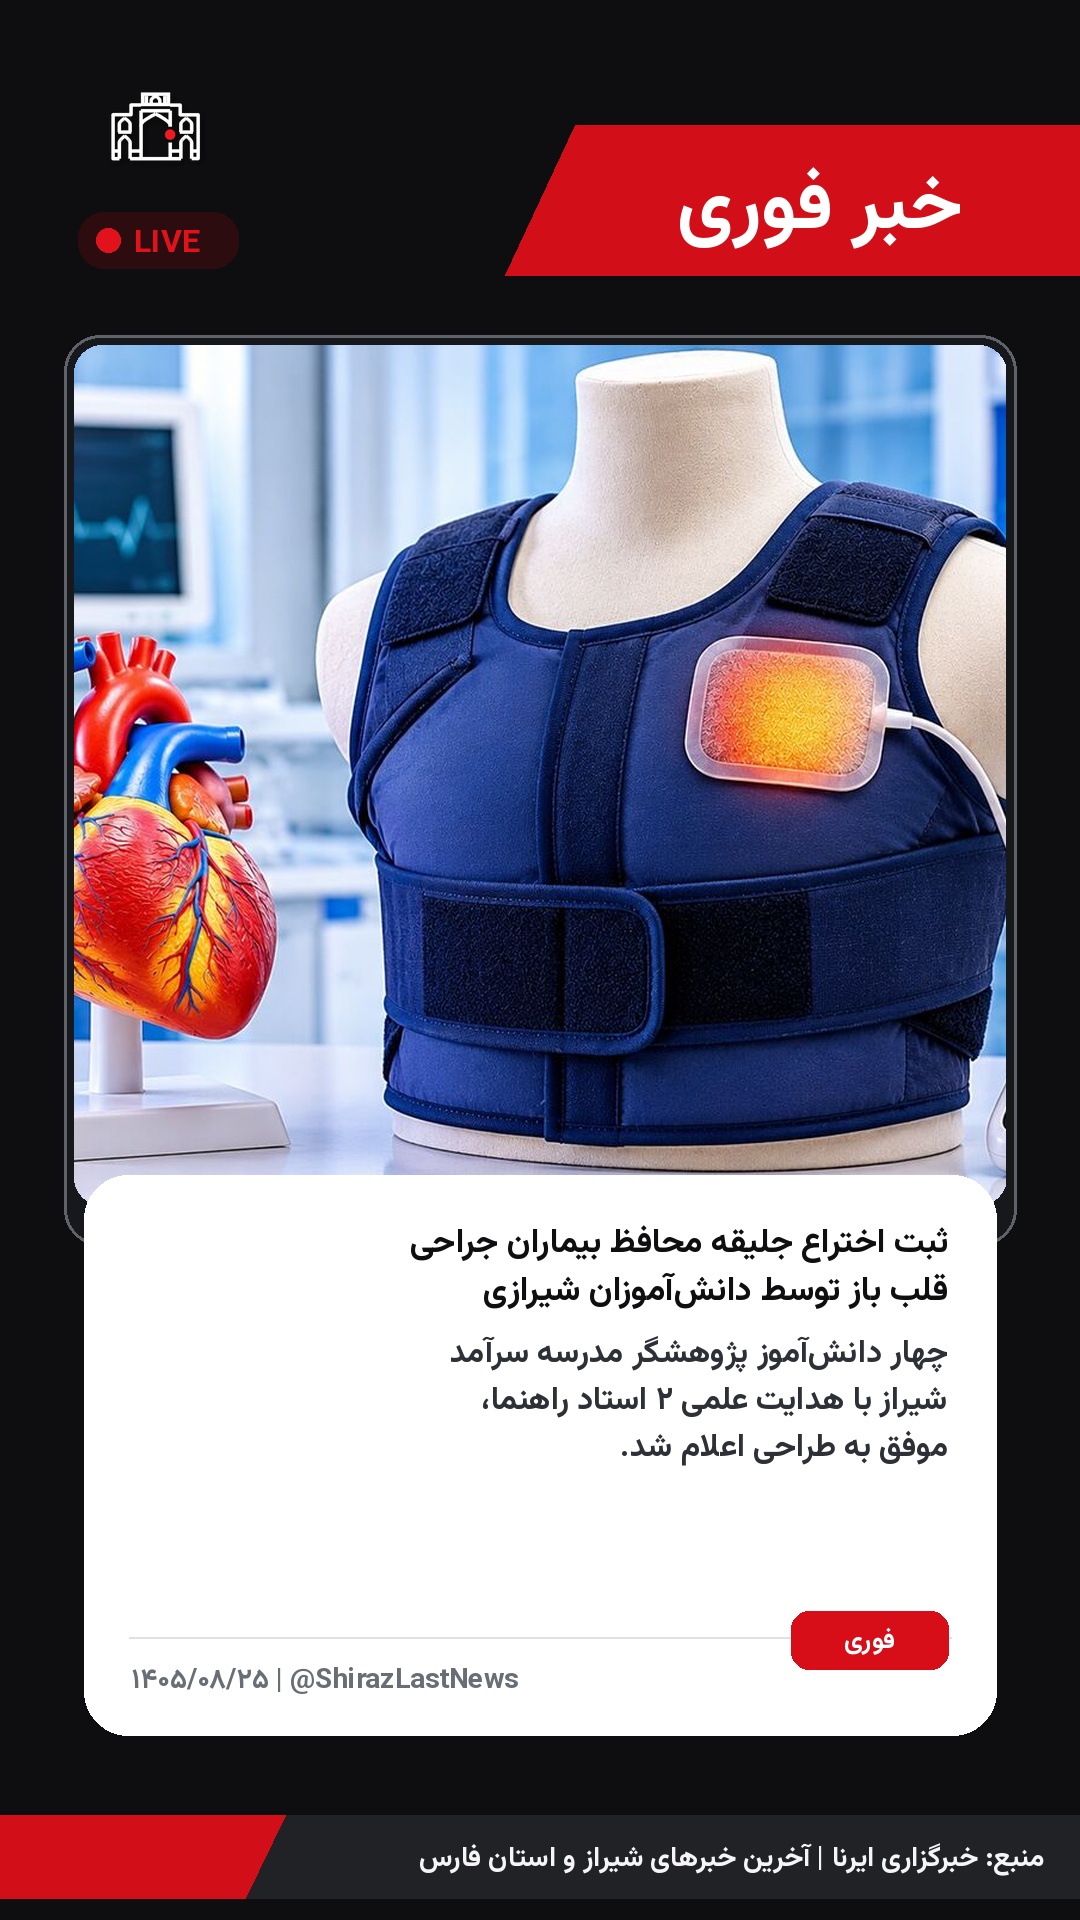 خبر فوری
LIVE
ثبت اختراع جلیقه محافظ بیماران جراحی
قلب باز توسط دانش‌آموزان شیرازی
چهار دانش‌آموز پژوهشگر مدرسه سرآمد
شیراز با هدایت علمی ۲ استاد راهنما،
موفق به طراحی اعلام شد.
فوری
۱۴۰۵/۰۸/۲۵ | @ShirazLastNews
منبع: خبرگزاری ایرنا | آخرین خبرهای شیراز و استان فارس